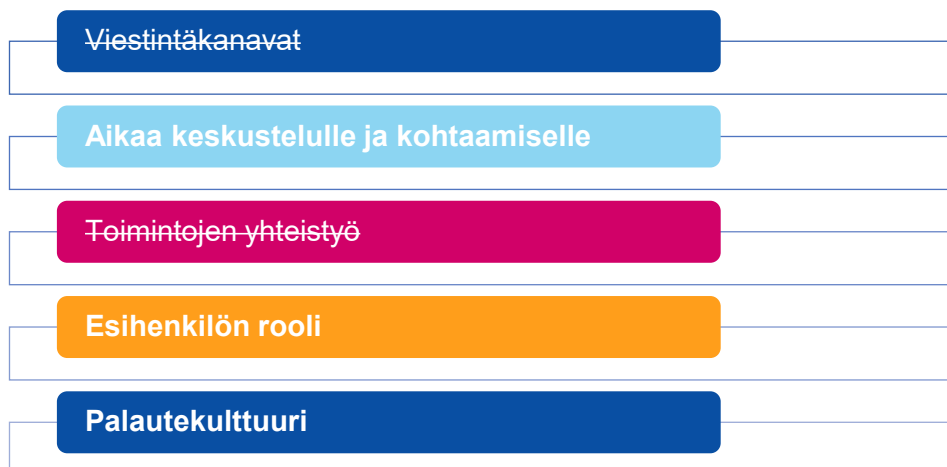 Viestintäkanavat
Aikaa keskustelulle ja kohtaamiselle
Toimintojen yhteistyö
Esihenkilön rooli
Palautekulttuuri